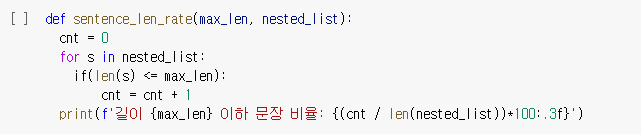 [ ] def sentence_len_rate(max_len, nested_list):
  cnt = 0
  for s in nested_list:
    if(len(s) <= max_len):
        cnt = cnt + 1
  print(f'길이 {max_len} 이하 문장 비율: {(cnt / len(nested_list))*100:.3f}')